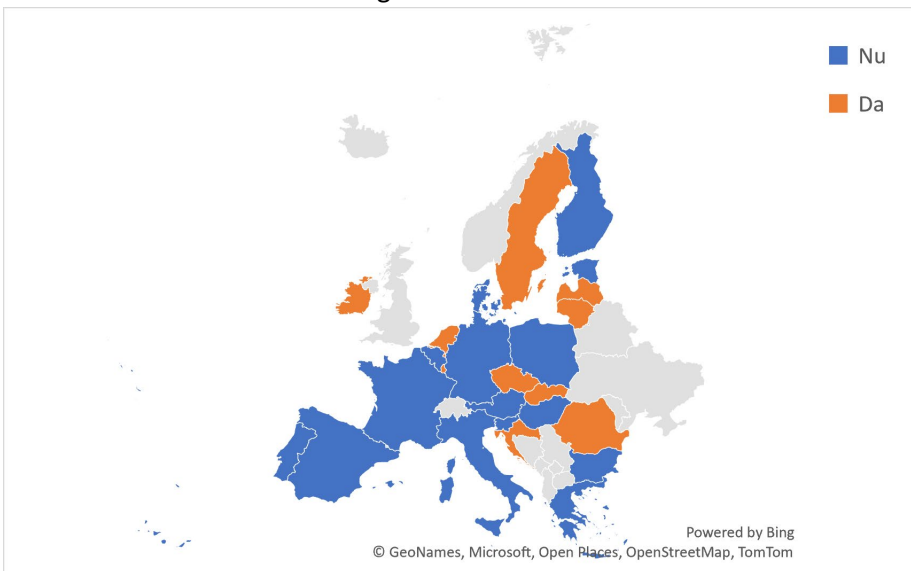 Nu
Da
Powered by Bing
© GeoNames, Microsoft, Open Places, OpenStreetMap, TomTom